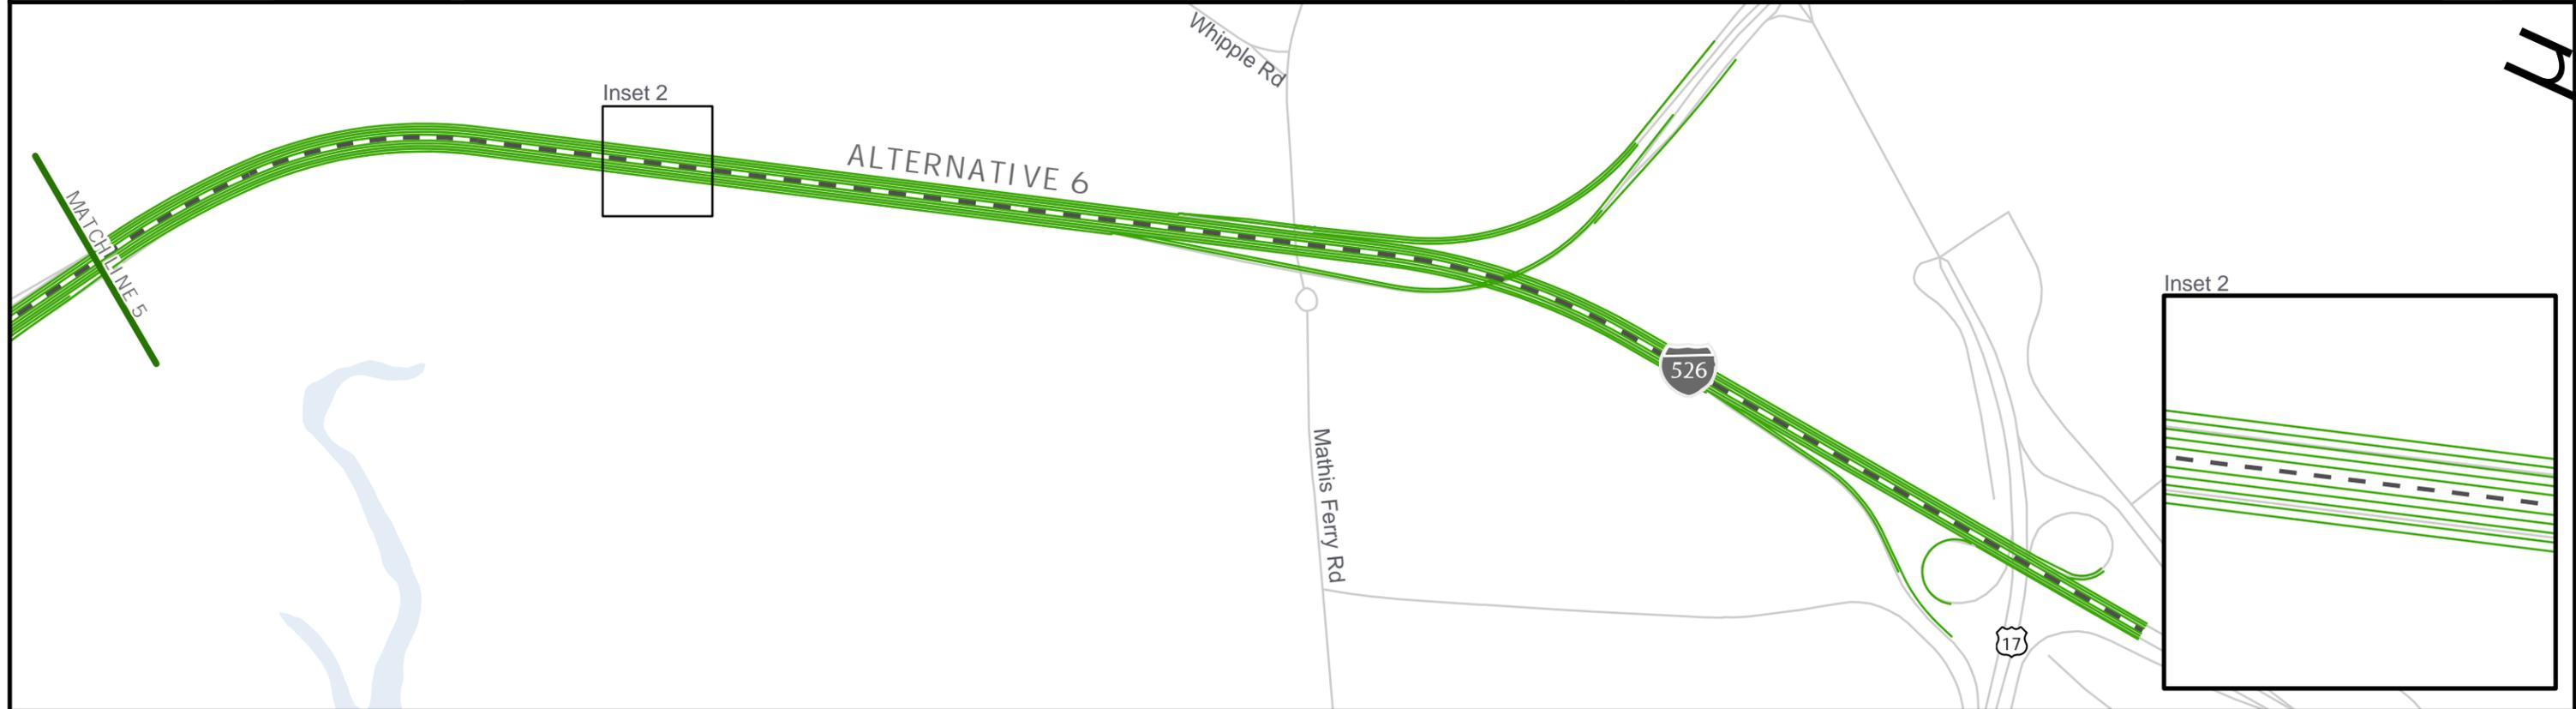 Whipple Rd
Inset 2
ALTERNATIVE 6
MATCHLINE 5
Inset 2
526
Mathis Ferry Rd
17